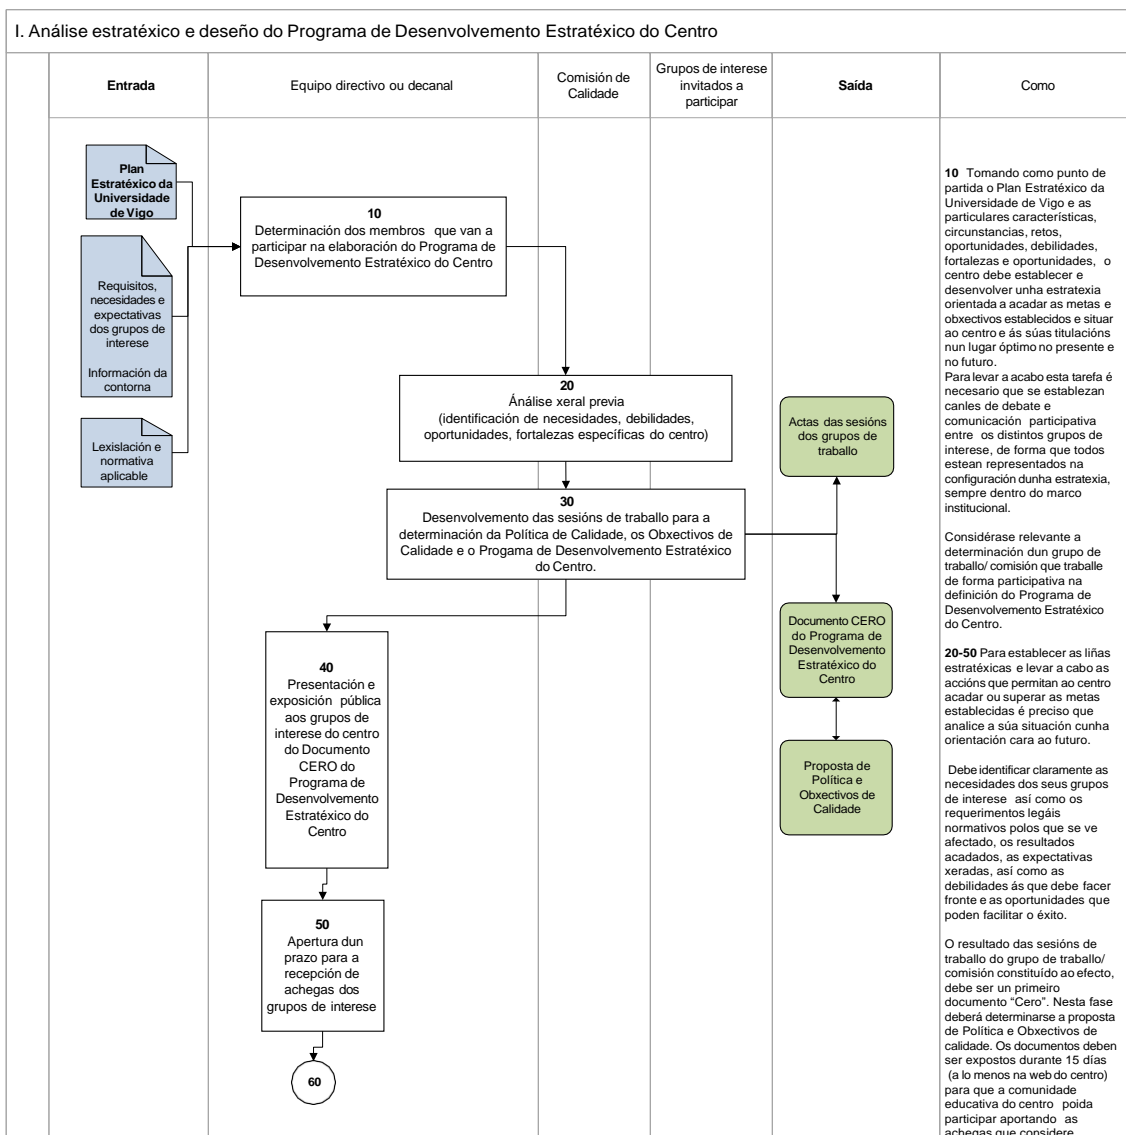 I. Análise estratéxico e deseño do Programa de Desenvolvemento Estratéxico do Centro
Entrada
Equipo directivo ou decanal
Comisión de
Calidade
Grupos de interese
invitados a
participar
Saída
Como
Plan
Estratéxico da
Universidade
de Vigo
Requisitos,
necesidades e
expectativas
dos grupos de
interese
Información da
contorna
Lexislación e
normativa
aplicable
10
Determinación dos membros que van a
participar na elaboración do Programa de
Desenvolvemento Estratéxico do Centro
20
Ánálise xeral previa
(identificación de necesidades, debilidades,
oportunidades, fortalezas específicas do centro)
30
Desenvolvemento das sesións de traballo para a
determinación da Política de Calidade, os Obxectivos de
Calidade e o Progama de Desenvolvemento Estratéxico
do Centro.
40
Presentación e
exposición pública
aos grupos de
interese do centro
do Documento
CERO do
Programa de
Desenvolvemento
Estratéxico do
Centro
50
Apertura dun
prazo para a
recepción de
achegas dos
grupos de interese
60
Actas das sesións
dos grupos de
traballo
Documento CERO
do Programa de
Desenvolvemento
Estratéxico do
Centro
Proposta de
Política e
Obxectivos de
Calidade
10 Tomando como punto de
partida o Plan Estratéxico da
Universidade de Vigo e as
particulares características,
circunstancias, retos,
oportunidades, debilidades,
fortalezas e oportunidades, o
centro debe establecer e
desenvolver unha estratexia
orientada a acadar as metas e
obxectivos establecidos e situar
ao centro e ás súas titulacións
nun lugar óptimo no presente e
no futuro.
Para levar a acabo esta tarefa é
necesario que se establezan
canles de debate e
comunicación participativa
entre os distintos grupos de
interese, de forma que todos
estean representados na
configuración dunha estratexia,
sempre dentro do marco
institucional.
Considérase relevante a
determinación dun grupo de
traballo/ comisión que traballe
de forma participativa na
definición do Programa de
Desenvolvemento Estratéxico
do Centro.
20-50 Para establecer as liñas
estratéxicas e levar a cabo as
accións que permitan ao centro
acadar ou superar as metas
establecidas é preciso que
analice a súa situación cunha
orientación cara ao futuro.
Debe identificar claramente as
necesidades dos seus grupos
de interese así como os
requerimentos legáis
normativos polos que se ve
afectado, os resultados
acadados, as expectativas
xeradas, así como as
debilidades ás que debe facer
fronte e as oportunidades que
poden facilitar o éxito.
O resultado das sesións de
traballo do grupo de traballo/
comisión constituído ao efecto,
debe ser un primeiro
documento “Cero”. Nesta fase
deberá determinarse a proposta
de Política e Obxectivos de
calidade. Os documentos deben
ser expostos durante 15 días
(a lo menos na web do centro)
para que a comunidade
educativa do centro poida
participar aportando as
achegas que considere